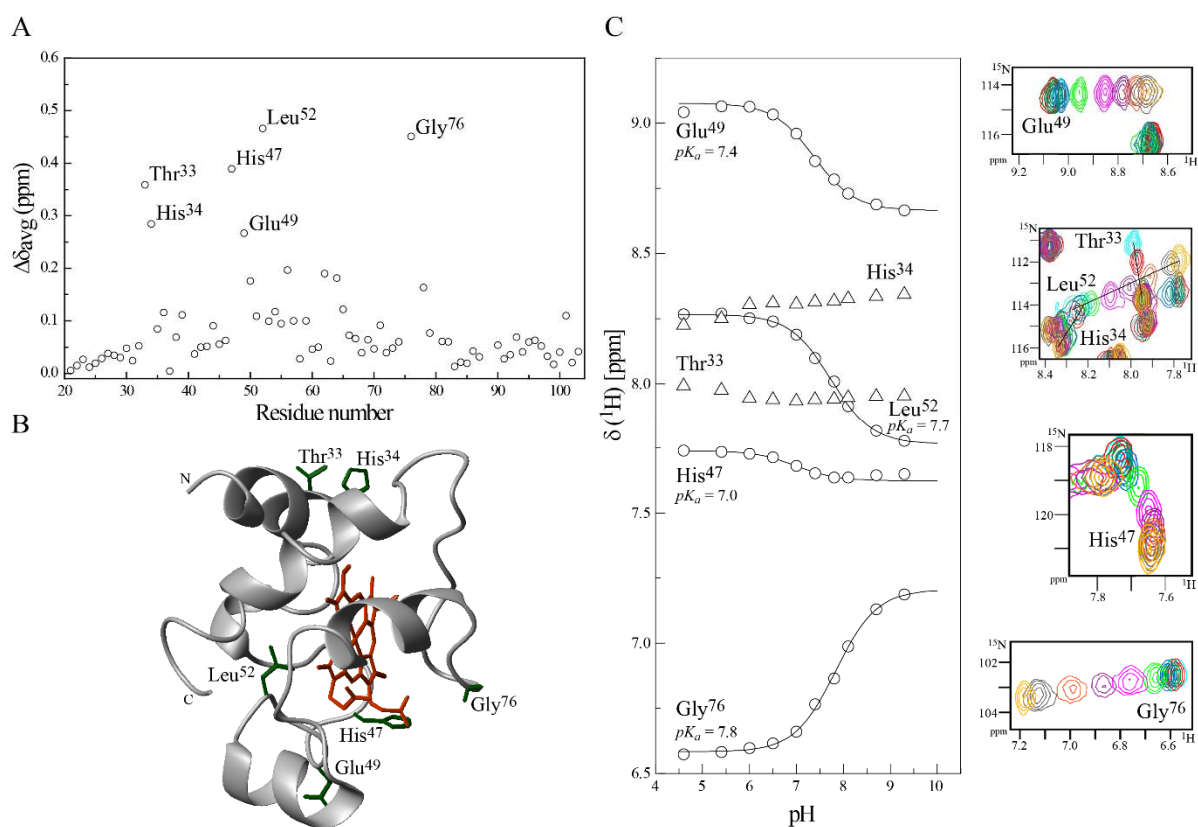 A
Δδavg (ppm)
0.6
0.5
0.4
0.3
0.2
0.1
0.0
Leu52
Gly76
His47
Thr33
His34
Glu49
20 30 40 50 60 70 80 90 100
Residue number
B
Thr33
His34
N
Leu52
C
Gly76
His47
Glu49
C
δ (1H) [ppm]
9.0
8.5
8.0
7.5
7.0
6.5
Glu49
pKa = 7.4
His34
Thr33
Leu52
pKa = 7.7
His47
pKa = 7.0
Gly76
pKa = 7.8
4 5 6 7 8 9 10
pH
15N
114
116
Glu49
ppm
9.2 9.0 8.8 8.6 1H
15N
112
114
116
Thr33
Leu52
His34
ppm
8.4 8.2 8.0 7.8 1H
15N
118
120
His47
ppm
7.8 7.6
1H
15N
102
104
Gly76
ppm
7.2 7.0 6.8 6.6 1H